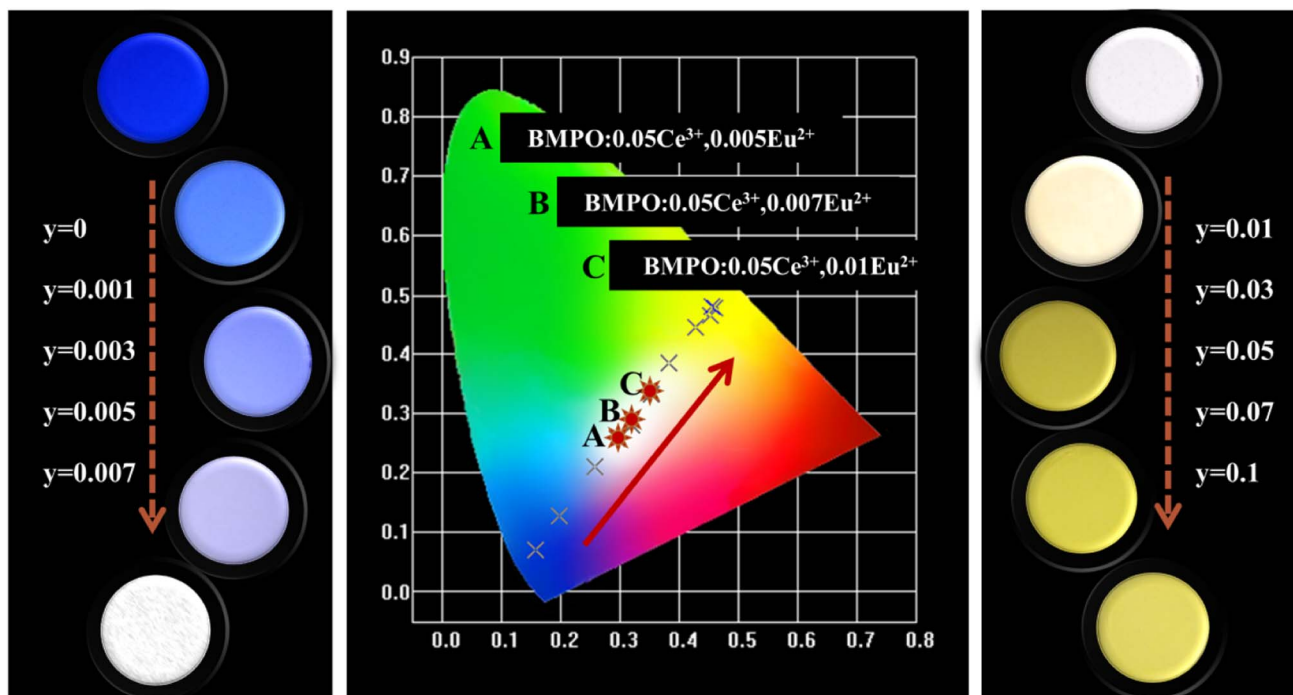 y=0
y=0.001
y=0.003
y=0.005
y=0.007
0.9
0.8
0.7
0.6
0.5
0.4
0.3
0.2
0.1
0.0
0.0 0.1 0.2 0.3 0.4 0.5 0.6 0.7 0.8
A BMPO:0.05Ce³⁺,0.005Eu²⁺
B BMPO:0.05Ce³⁺,0.007Eu²⁺
C BMPO:0.05Ce³⁺,0.01Eu²⁺
C
B
A
y=0.01
y=0.03
y=0.05
y=0.07
y=0.1